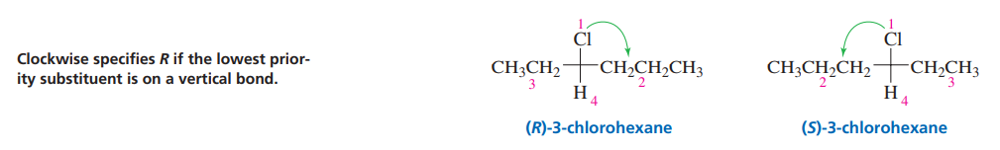 Clockwise specifies R if the lowest prior-
ity substituent is on a vertical bond.
1
Cl
CH₃CH₂ CH₂CH₂CH₃
3 2
H 4
(R)-3-chlorohexane
1
Cl
CH₃CH₂CH₂ CH₂CH₃
2 3
H 4
(S)-3-chlorohexane